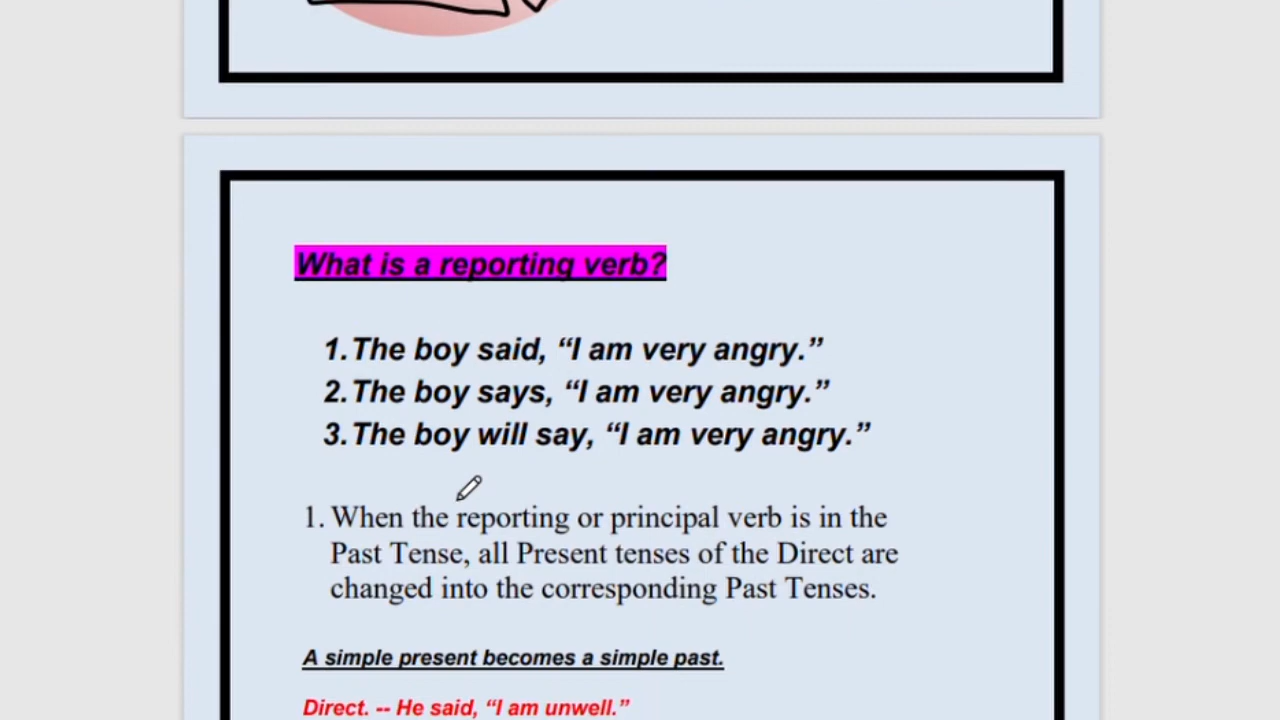 What is a reporting verb?
1. The boy said, “I am very angry.”
2. The boy says, “I am very angry.”
3. The boy will say, “I am very angry.”
1. When the reporting or principal verb is in the
Past Tense, all Present tenses of the Direct are
changed into the corresponding Past Tenses.
A simple present becomes a simple past.
Direct. -- He said, “I am unwell.”